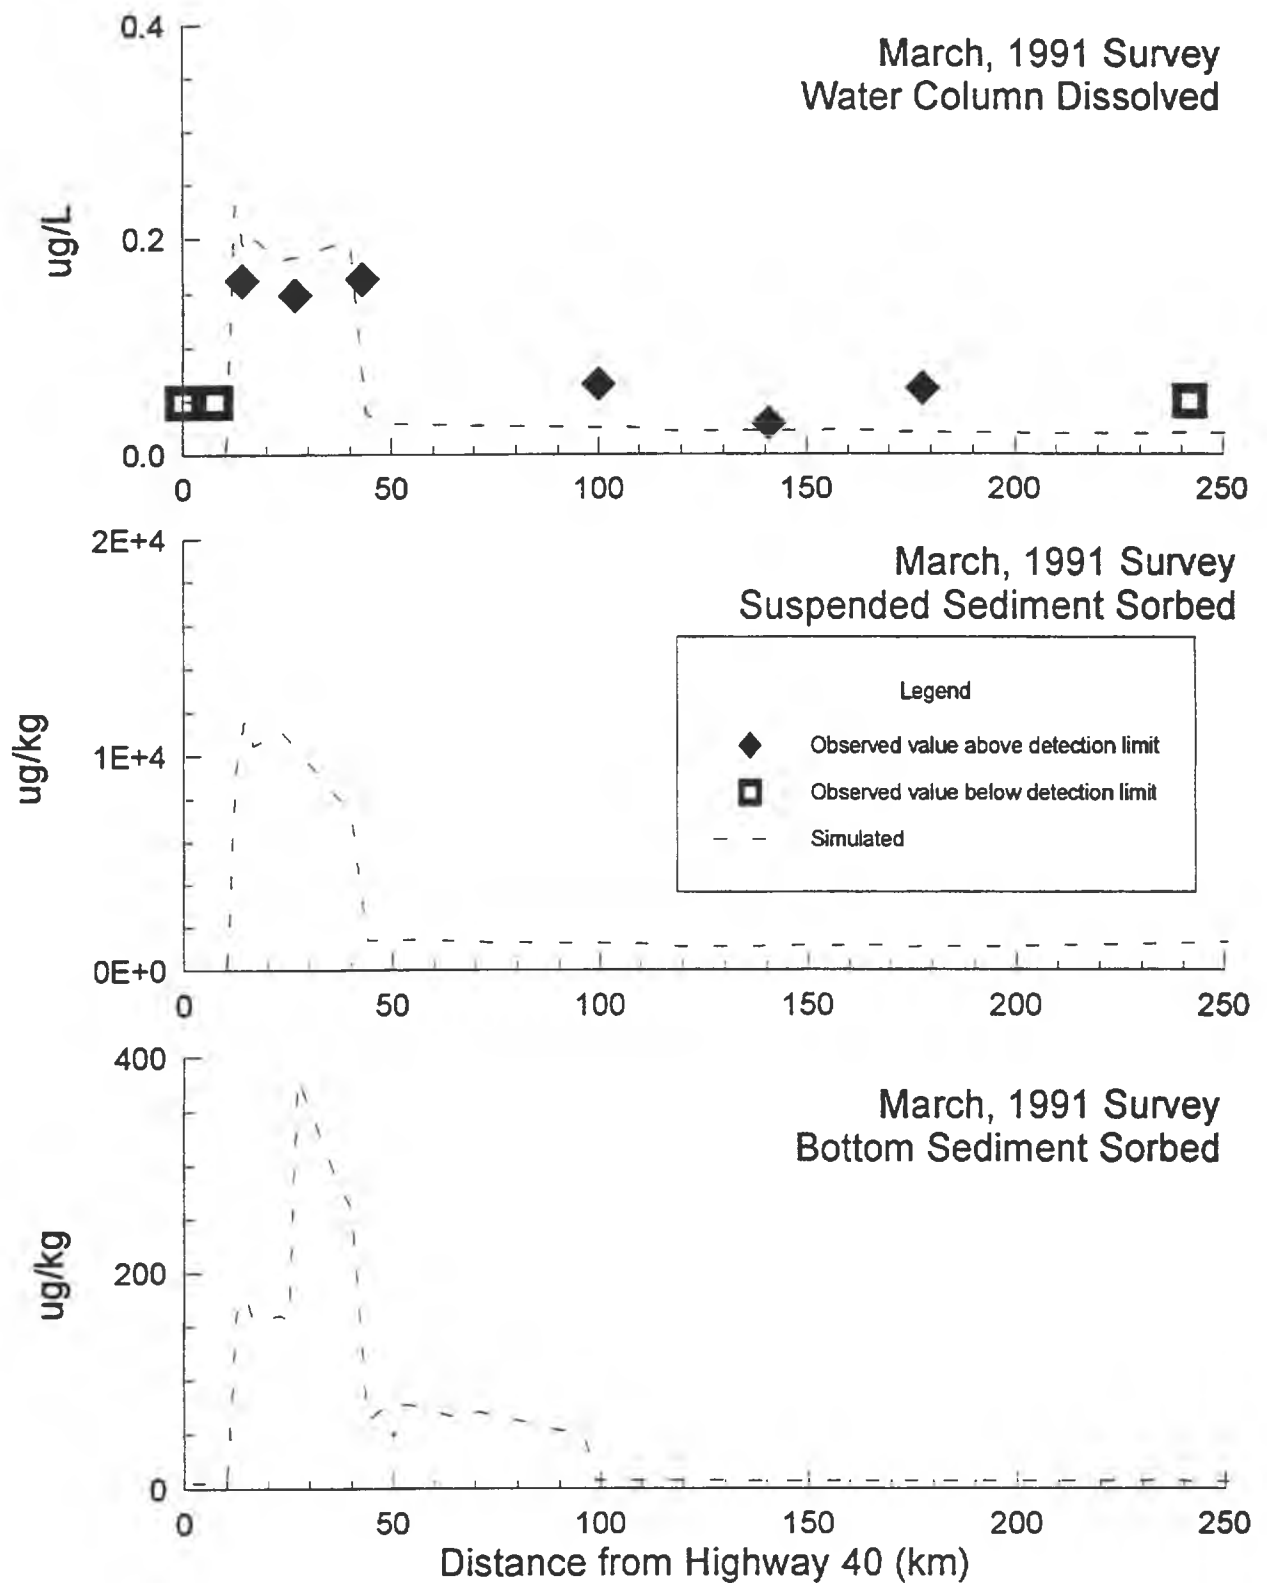 March, 1991 Survey
Water Column Dissolved
ug/L
0.4
0.2
0.0
0 50 100 150 200 250
March, 1991 Survey
Suspended Sediment Sorbed
ug/kg
2E+4
1E+4
0E+0
Legend
Observed value above detection limit
Observed value below detection limit
Simulated
0 50 100 150 200 250
March, 1991 Survey
Bottom Sediment Sorbed
ug/kg
400
200
0
0 50 100 150 200 250
Distance from Highway 40 (km)